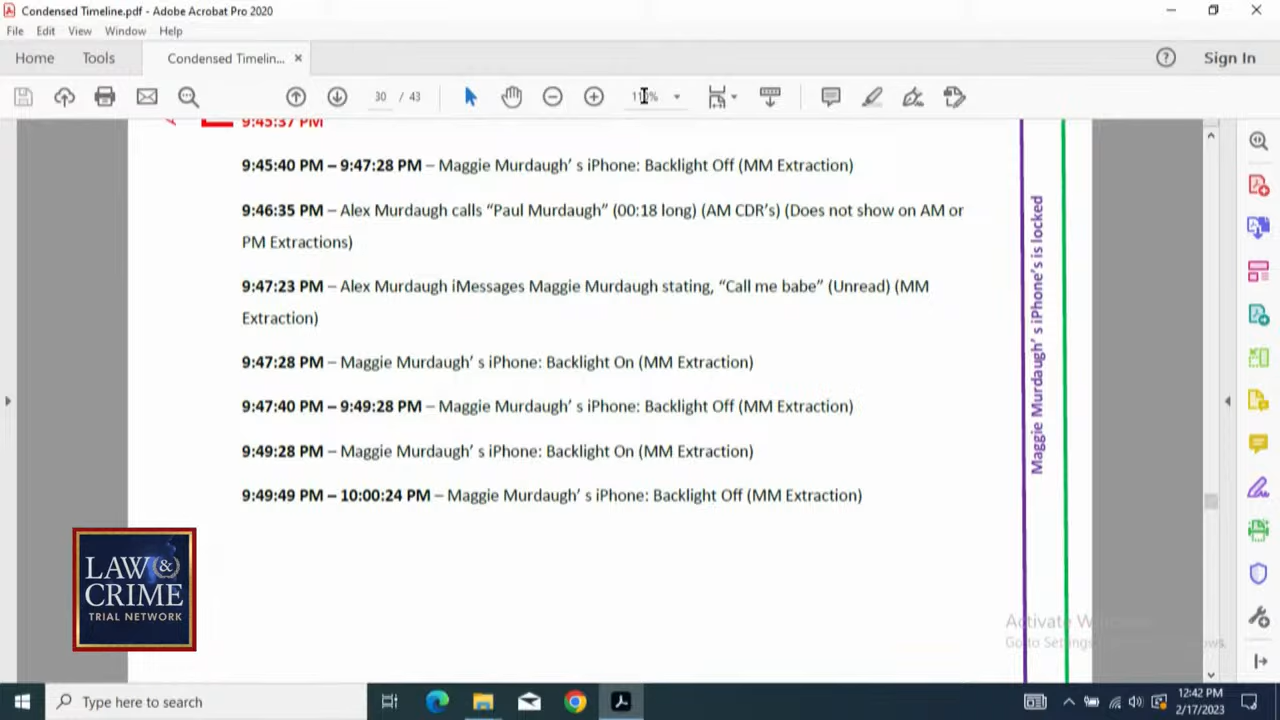 Condensed Timeline.pdf - Adobe Acrobat Pro 2020
File Edit View Window Help
Home Tools Condensed Timelin... × Sign In
30 / 43
9:45:37 PM
9:45:40 PM – 9:47:28 PM – Maggie Murdaugh' s iPhone: Backlight Off (MM Extraction)
9:46:35 PM – Alex Murdaugh calls “Paul Murdaugh” (00:18 long) (AM CDR’s) (Does not show on AM or
PM Extractions)
9:47:23 PM – Alex Murdaugh iMessages Maggie Murdaugh stating, “Call me babe” (Unread) (MM
Extraction)
9:47:28 PM – Maggie Murdaugh' s iPhone: Backlight On (MM Extraction)
9:47:40 PM – 9:49:28 PM – Maggie Murdaugh' s iPhone: Backlight Off (MM Extraction)
9:49:28 PM – Maggie Murdaugh' s iPhone: Backlight On (MM Extraction)
9:49:49 PM – 10:00:24 PM – Maggie Murdaugh' s iPhone: Backlight Off (MM Extraction)
Maggie Murdaugh' s iPhone's is locked
LAW &
CRIME
TRIAL NETWORK
Type here to search
12:42 PM
2/17/2023